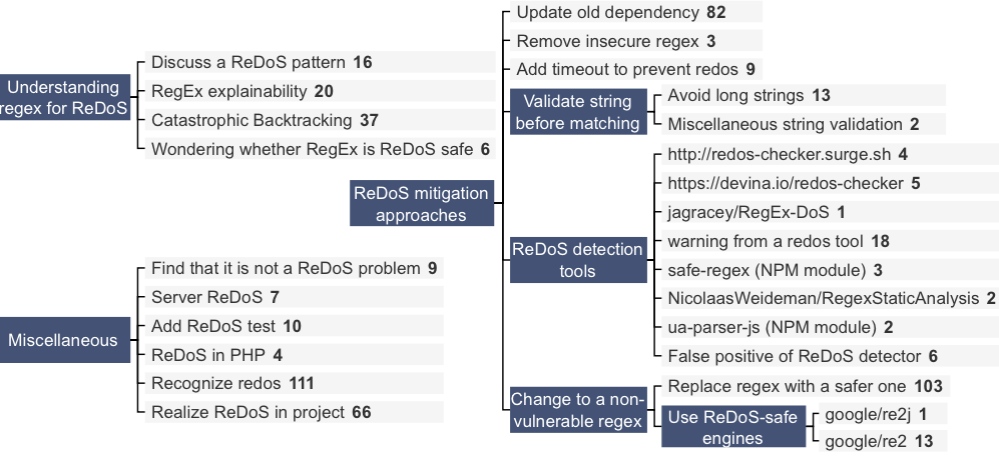 Understanding
regex for ReDoS
Discuss a ReDoS pattern 16
RegEx explainability 20
Catastrophic Backtracking 37
Wondering whether RegEx is ReDoS safe 6
Miscellaneous
Find that it is not a ReDoS problem 9
Server ReDoS 7
Add ReDoS test 10
ReDoS in PHP 4
Recognize redos 111
Realize ReDoS in project 66
ReDoS mitigation
approaches
Update old dependency 82
Remove insecure regex 3
Add timeout to prevent redos 9
Validate string
before matching
Avoid long strings 13
Miscellaneous string validation 2
ReDoS detection
tools
http://redos-checker.surge.sh 4
https://devina.io/redos-checker 5
jagracey/RegEx-DoS 1
warning from a redos tool 18
safe-regex (NPM module) 3
NicolaasWeideman/RegexStaticAnalysis 2
ua-parser-js (NPM module) 2
False positive of ReDoS detector 6
Change to a non-
vulnerable regex
Replace regex with a safer one 103
Use ReDoS-safe
engines
google/re2j 1
google/re2 13